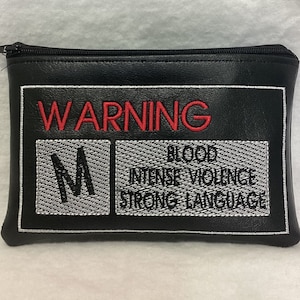 WARNING
M
BLOOD
INTENSE VIOLENCE
STRONG LANGUAGE